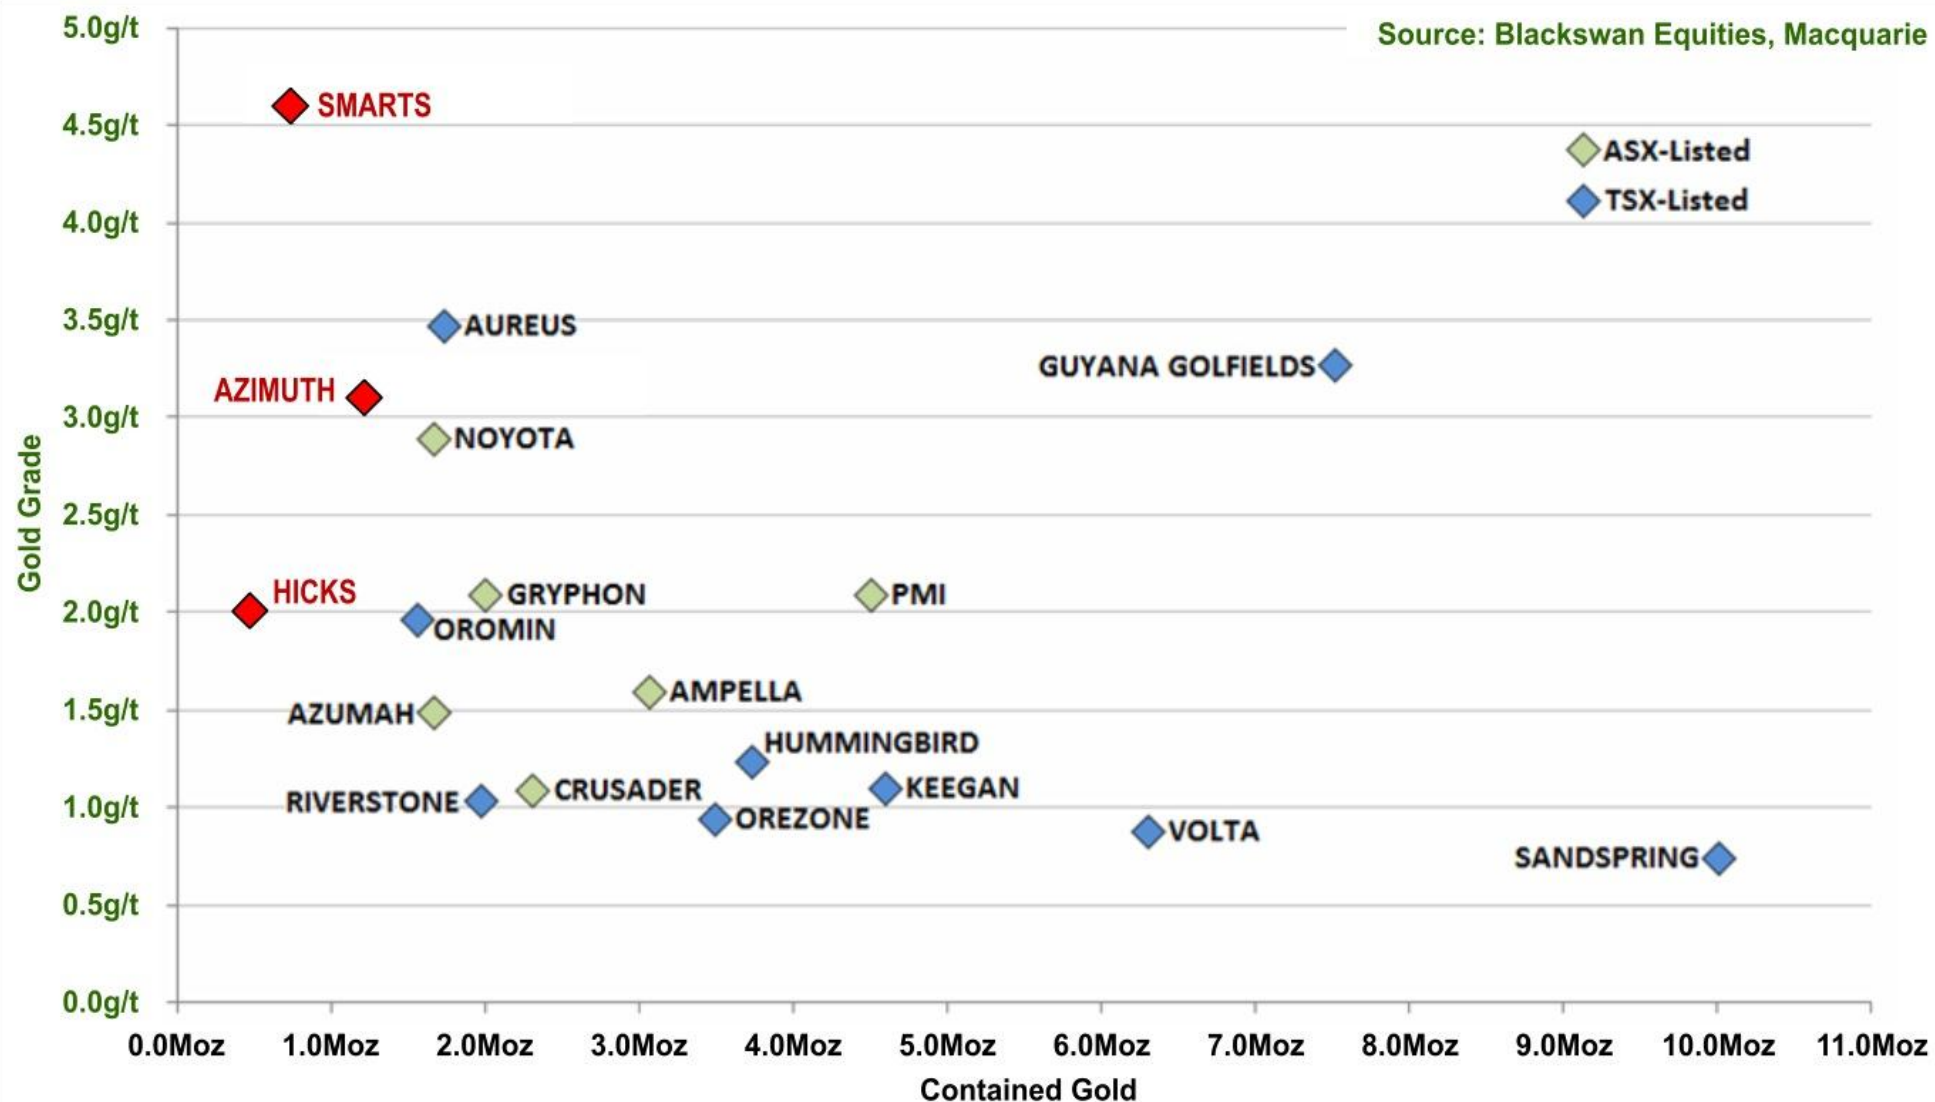 5.0g/t
Source: Blackswan Equities, Macquarie
SMARTS
4.5g/t
ASX-Listed
TSX-Listed
4.0g/t
3.5g/t
AUREUS
GUYANA GOLFIELDS
AZIMUTH
3.0g/t
NOYOTA
Gold Grade
2.5g/t
HICKS
GRYPHON
PMI
2.0g/t
OROMIN
AMPELLA
1.5g/t
AZUMAH
HUMMINGBIRD
KEEGAN
CRUSADER
RIVERSTONE
1.0g/t
OREZONE
VOLTA
SANDSPRING
0.5g/t
0.0g/t
0.0Moz 1.0Moz 2.0Moz 3.0Moz 4.0Moz 5.0Moz 6.0Moz 7.0Moz 8.0Moz 9.0Moz 10.0Moz 11.0Moz
Contained Gold